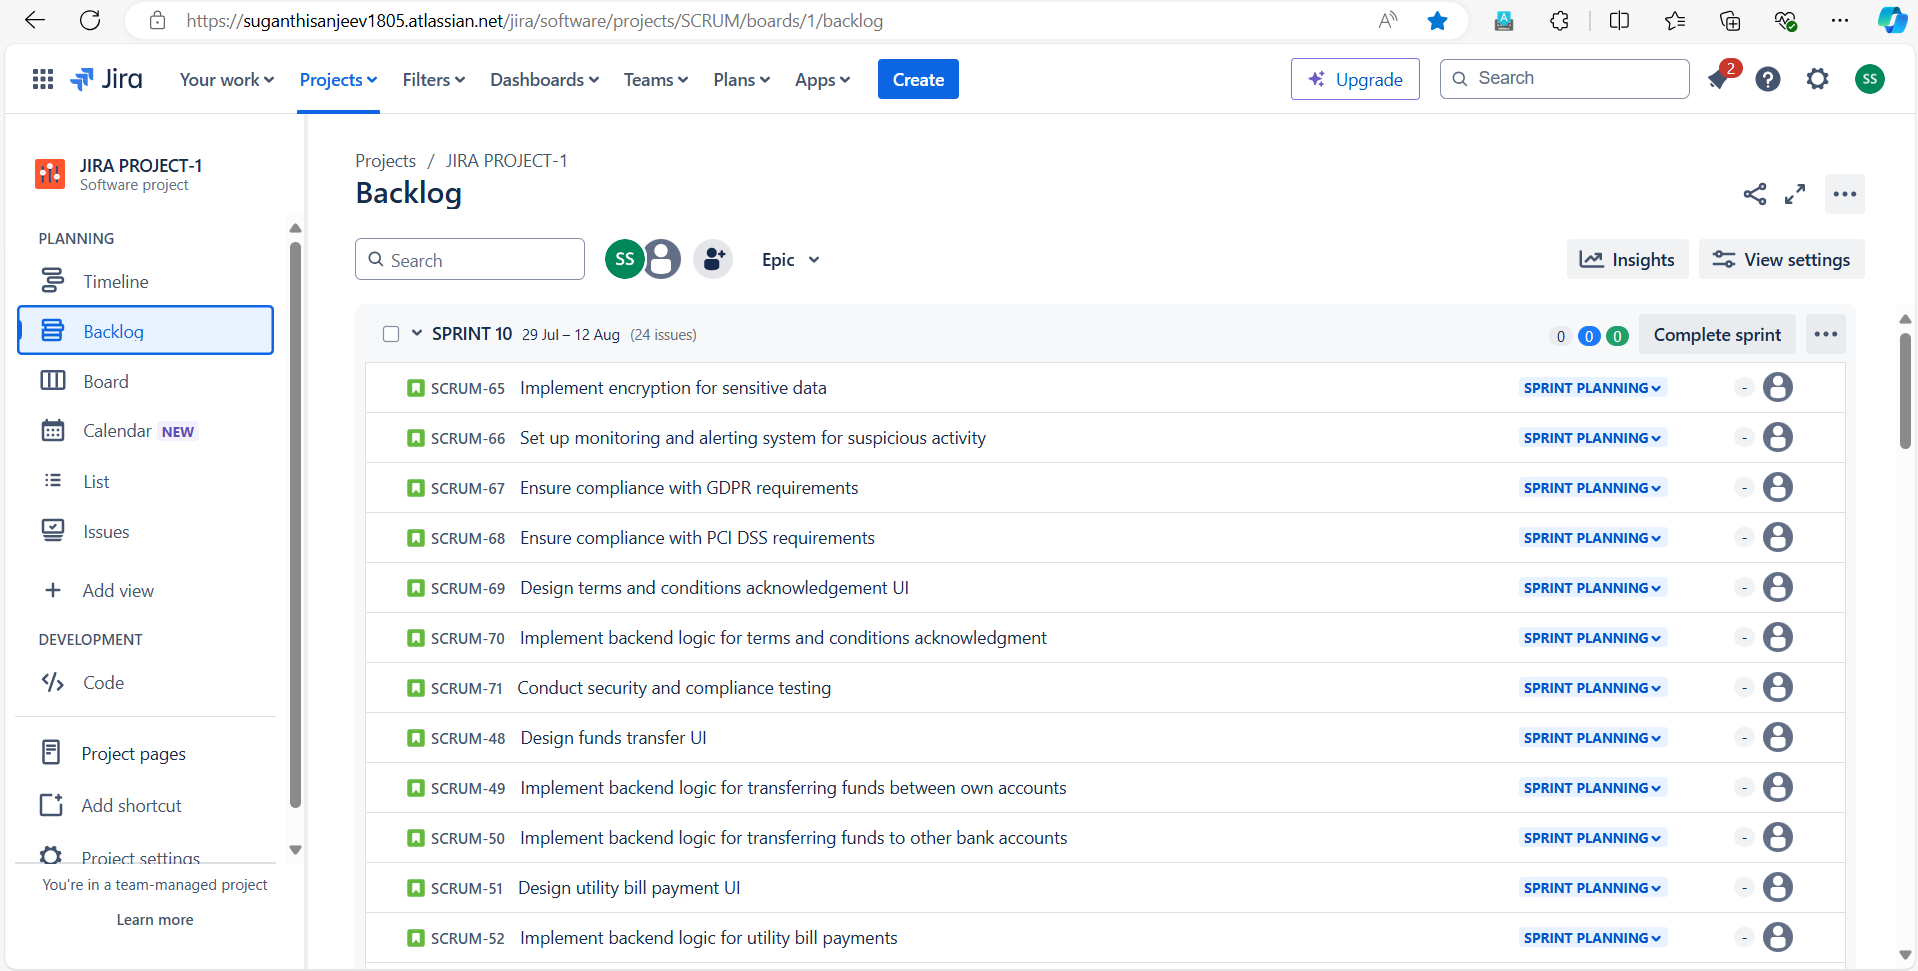 https://suganthisanjeev1805.atlassian.net/jira/software/projects/SCRUM/boards/1/backlog
Jira Your work Projects Filters Dashboards Teams Plans Apps Create Upgrade Search 2 SS
JIRA PROJECT-1
Software project
PLANNING
Timeline
Backlog
Board
Calendar NEW
List
Issues
Add view
DEVELOPMENT
Code
Project pages
Add shortcut
Project settings
You're in a team-managed project
Learn more
Projects / JIRA PROJECT-1
Backlog
Search SS Epic Insights View settings
SPRINT 10 29 Jul – 12 Aug (24 issues) 0 0 0 Complete sprint
SCRUM-65 Implement encryption for sensitive data SPRINT PLANNING -
SCRUM-66 Set up monitoring and alerting system for suspicious activity SPRINT PLANNING -
SCRUM-67 Ensure compliance with GDPR requirements SPRINT PLANNING -
SCRUM-68 Ensure compliance with PCI DSS requirements SPRINT PLANNING -
SCRUM-69 Design terms and conditions acknowledgement UI SPRINT PLANNING -
SCRUM-70 Implement backend logic for terms and conditions acknowledgment SPRINT PLANNING -
SCRUM-71 Conduct security and compliance testing SPRINT PLANNING -
SCRUM-48 Design funds transfer UI SPRINT PLANNING -
SCRUM-49 Implement backend logic for transferring funds between own accounts SPRINT PLANNING -
SCRUM-50 Implement backend logic for transferring funds to other bank accounts SPRINT PLANNING -
SCRUM-51 Design utility bill payment UI SPRINT PLANNING -
SCRUM-52 Implement backend logic for utility bill payments SPRINT PLANNING -